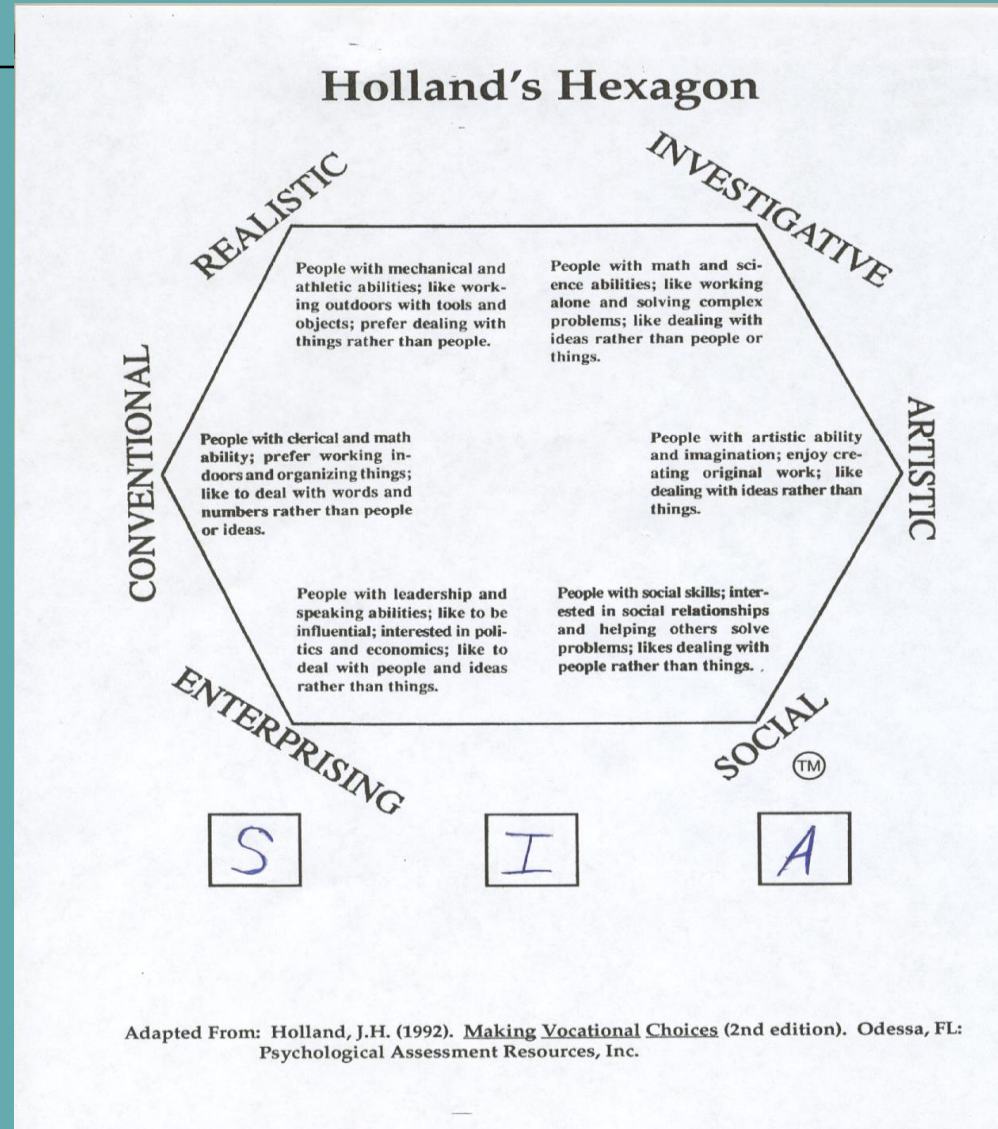 Holland's Hexagon
REALISTIC
INVESTIGATIVE
People with mechanical and
athletic abilities; like work-
ing outdoors with tools and
objects; prefer dealing with
things rather than people.
People with math and sci-
ence abilities; like working
alone and solving complex
problems; like dealing with
ideas rather than people or
things.
CONVENTIONAL
People with clerical and math
ability; prefer working in-
doors and organizing things;
like to deal with words and
numbers rather than people
or ideas.
People with artistic ability
and imagination; enjoy cre-
ating original work; like
dealing with ideas rather than
things.
ARTISTIC
People with leadership and
speaking abilities; like to be
influential; interested in poli-
tics and economics; like to
deal with people and ideas
rather than things.
People with social skills; inter-
ested in social relationships
and helping others solve
problems; likes dealing with
people rather than things.
ENTERPRISING
SOCIAL
TM
S I A
Adapted From: Holland, J.H. (1992). Making Vocational Choices (2nd edition). Odessa, FL:
Psychological Assessment Resources, Inc.